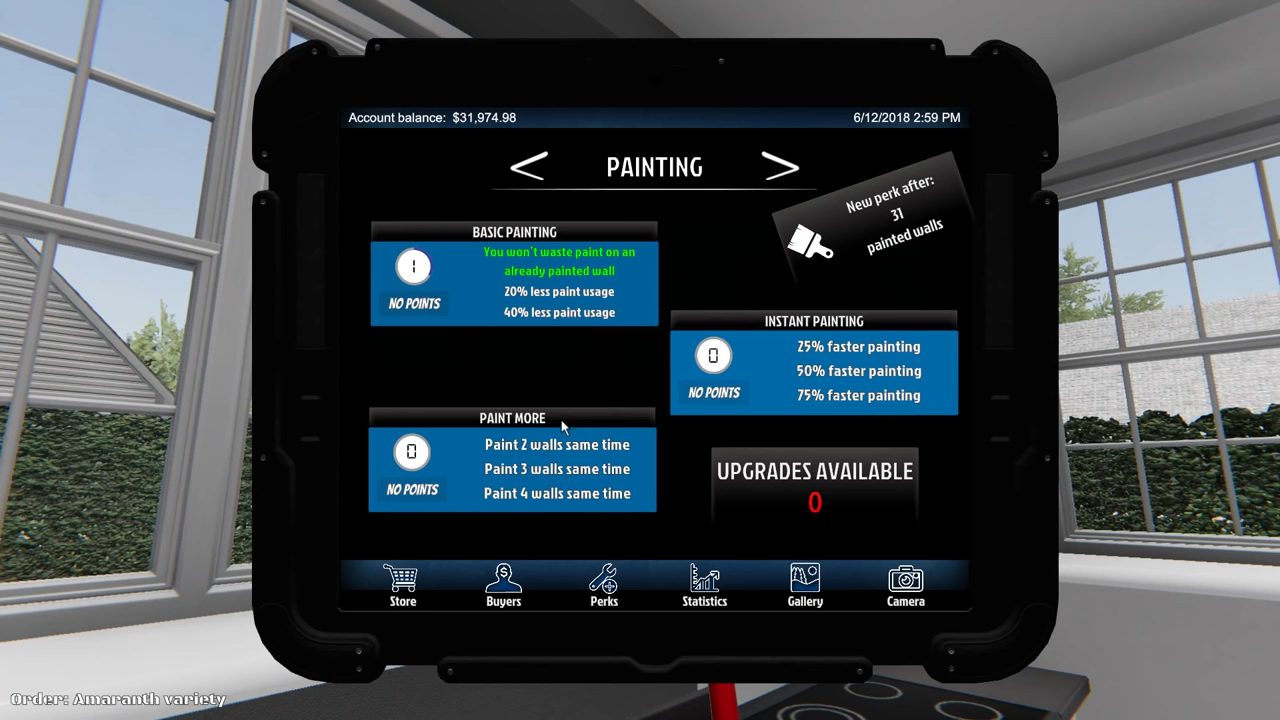 Account balance: $31,974.98
6/12/2018 2:59 PM
< PAINTING >
New perk after:
31
painted walls
BASIC PAINTING
1
NO POINTS
You won't waste paint on an
already painted wall
20% less paint usage
40% less paint usage
INSTANT PAINTING
0
NO POINTS
25% faster painting
50% faster painting
75% faster painting
PAINT MORE
0
NO POINTS
Paint 2 walls same time
Paint 3 walls same time
Paint 4 walls same time
UPGRADES AVAILABLE
0
Store
Buyers
Perks
Statistics
Gallery
Camera
Order: Amaranth variety